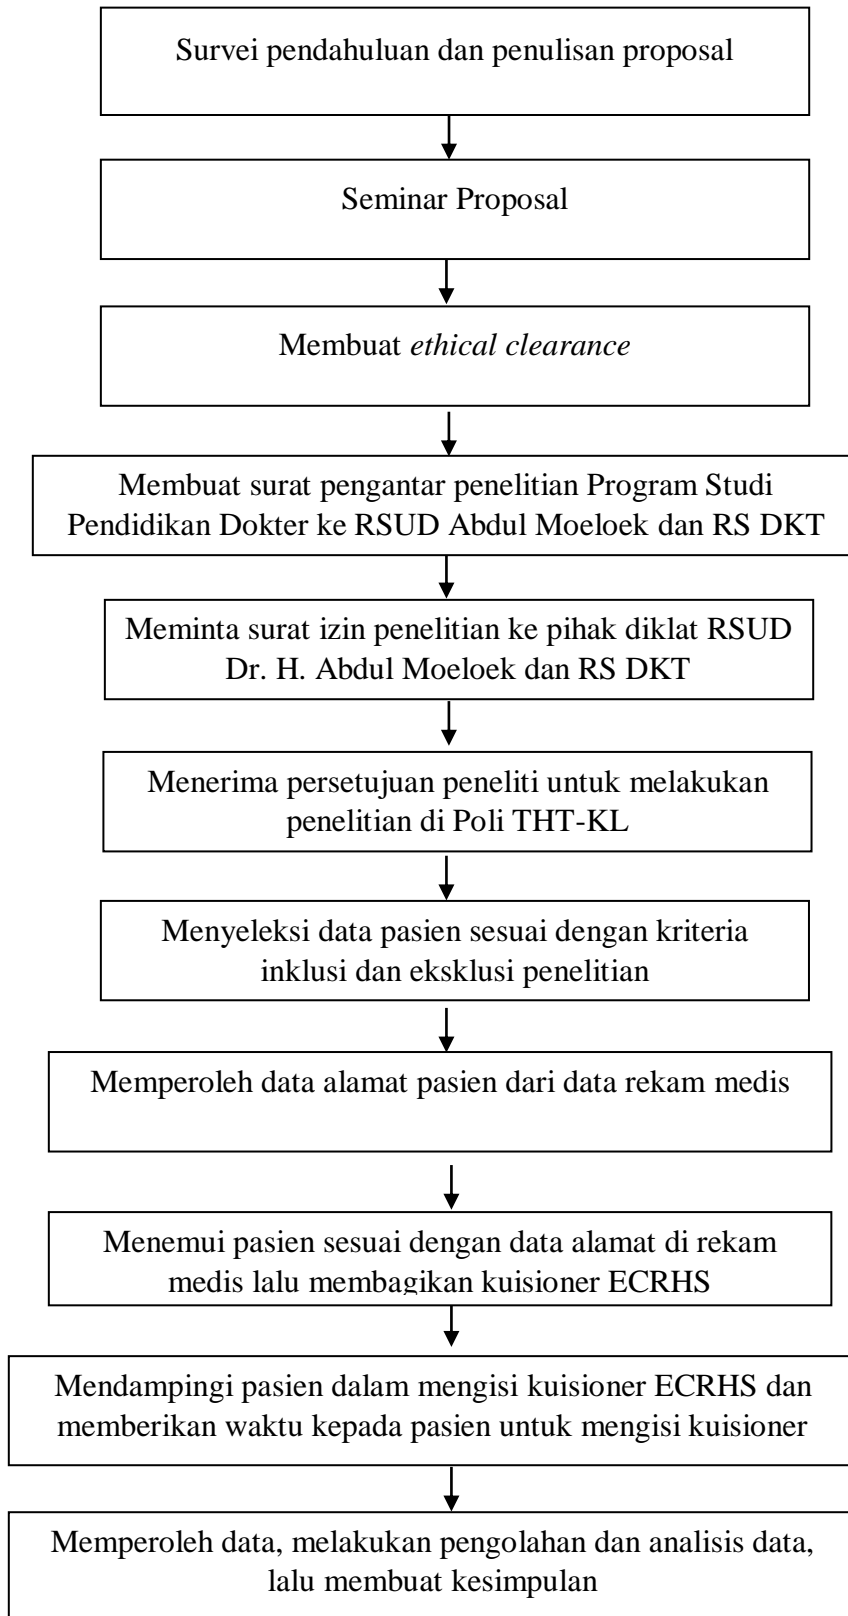 Survei pendahuluan dan penulisan proposal
Seminar Proposal
Membuat ethical clearance
Membuat surat pengantar penelitian Program Studi
Pendidikan Dokter ke RSUD Abdul Moeloek dan RS DKT
Meminta surat izin penelitian ke pihak diklat RSUD
Dr. H. Abdul Moeloek dan RS DKT
Menerima persetujuan peneliti untuk melakukan
penelitian di Poli THT-KL
Menyeleksi data pasien sesuai dengan kriteria
inklusi dan eksklusi penelitian
Memperoleh data alamat pasien dari data rekam medis
Menemui pasien sesuai dengan data alamat di rekam
medis lalu membagikan kuisioner ECRHS
Mendampingi pasien dalam mengisi kuisioner ECRHS dan
memberikan waktu kepada pasien untuk mengisi kuisioner
Memperoleh data, melakukan pengolahan dan analisis data,
lalu membuat kesimpulan